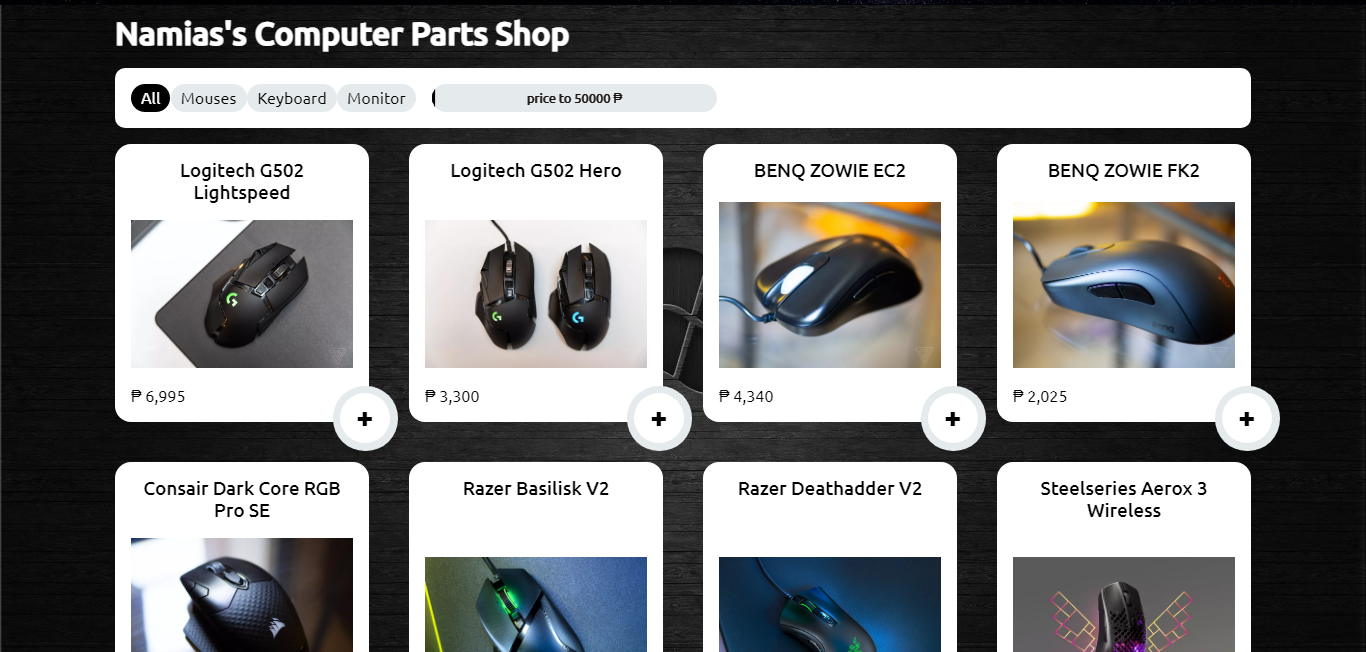 Namias's Computer Parts Shop
All Mouses Keyboard Monitor price to 50000 ₱
Logitech G502
Lightspeed
₱ 6,995
+
Logitech G502 Hero
₱ 3,300
+
BENQ ZOWIE EC2
₱ 4,340
+
BENQ ZOWIE FK2
₱ 2,025
+
Consair Dark Core RGB
Pro SE
Razer Basilisk V2
Razer Deathadder V2
Steelseries Aerox 3
Wireless